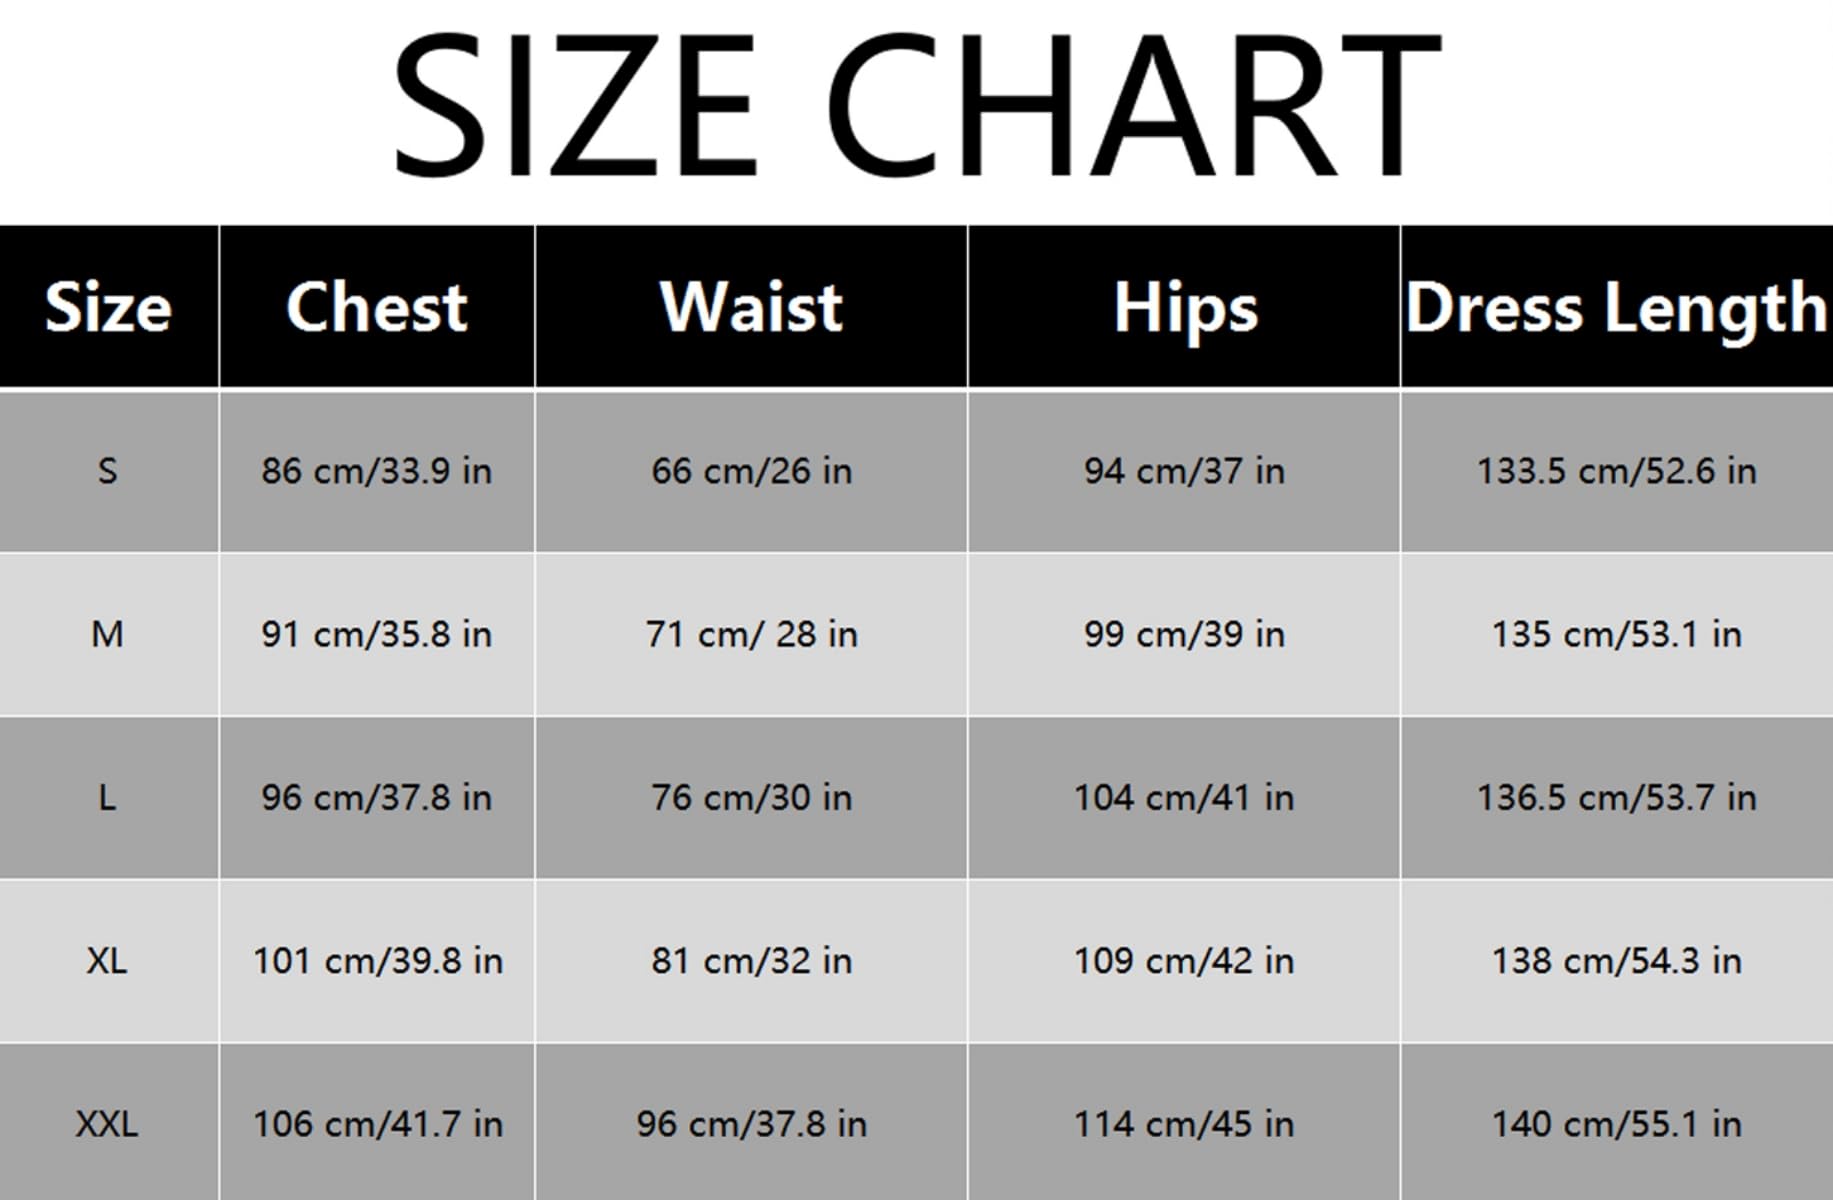 SIZE CHART
Size Chest Waist Hips Dress Length
S 86 cm/33.9 in 66 cm/26 in 94 cm/37 in 133.5 cm/52.6 in
M 91 cm/35.8 in 71 cm/ 28 in 99 cm/39 in 135 cm/53.1 in
L 96 cm/37.8 in 76 cm/30 in 104 cm/41 in 136.5 cm/53.7 in
XL 101 cm/39.8 in 81 cm/32 in 109 cm/42 in 138 cm/54.3 in
XXL 106 cm/41.7 in 96 cm/37.8 in 114 cm/45 in 140 cm/55.1 in